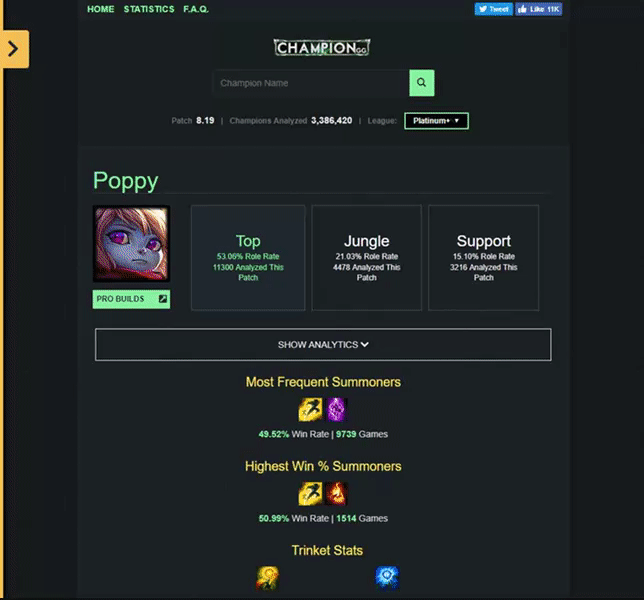 HOME STATISTICS F.A.Q. Tweet Like 11K
CHAMPION.GG
Champion Name
Patch 8.19 | Champions Analyzed 3,386,420 | League: Platinum+ ▼
Poppy
Top Jungle Support
53.06% Role Rate 21.03% Role Rate 15.10% Role Rate
11300 Analyzed This 4478 Analyzed This 3216 Analyzed This
Patch Patch Patch
PRO BUILDS
SHOW ANALYTICS
Most Frequent Summoners
49.52% Win Rate | 9739 Games
Highest Win % Summoners
50.99% Win Rate | 1514 Games
Trinket Stats